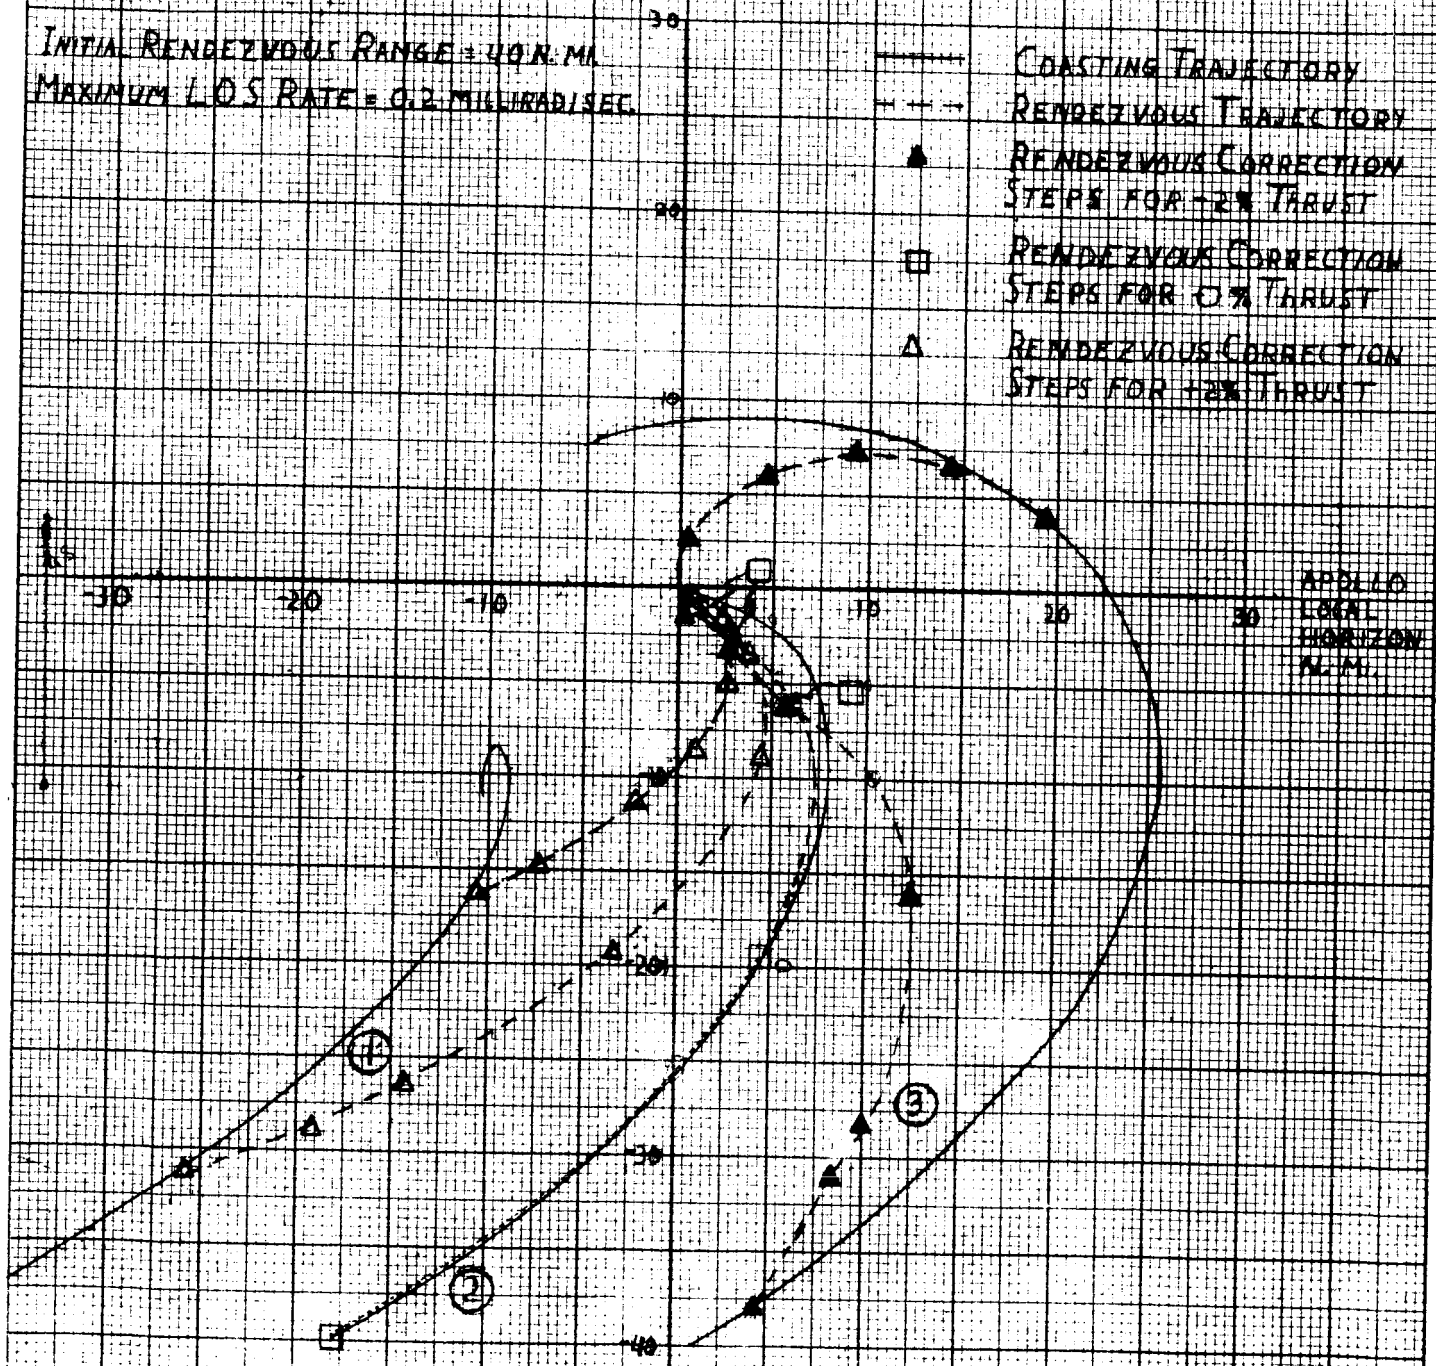 30
INITIAL RENDEZVOUS RANGE = 40 N. MI.
MAXIMUM LOS RATE = 0.2 MILLIRAD/SEC.
COASTING TRAJECTORY
RENDEZVOUS TRAJECTORY
RENDEZVOUS CORRECTION
STEPS FOR -2% THRUST
20
RENDEZVOUS CORRECTION
STEPS FOR 0% THRUST
RENDEZVOUS CORRECTION
STEPS FOR +2% THRUST
10
-30
-20
-10
10
20
30
APOLLO
LOCAL
HORIZON
N. MI.
-20
1
3
-30
2
-40